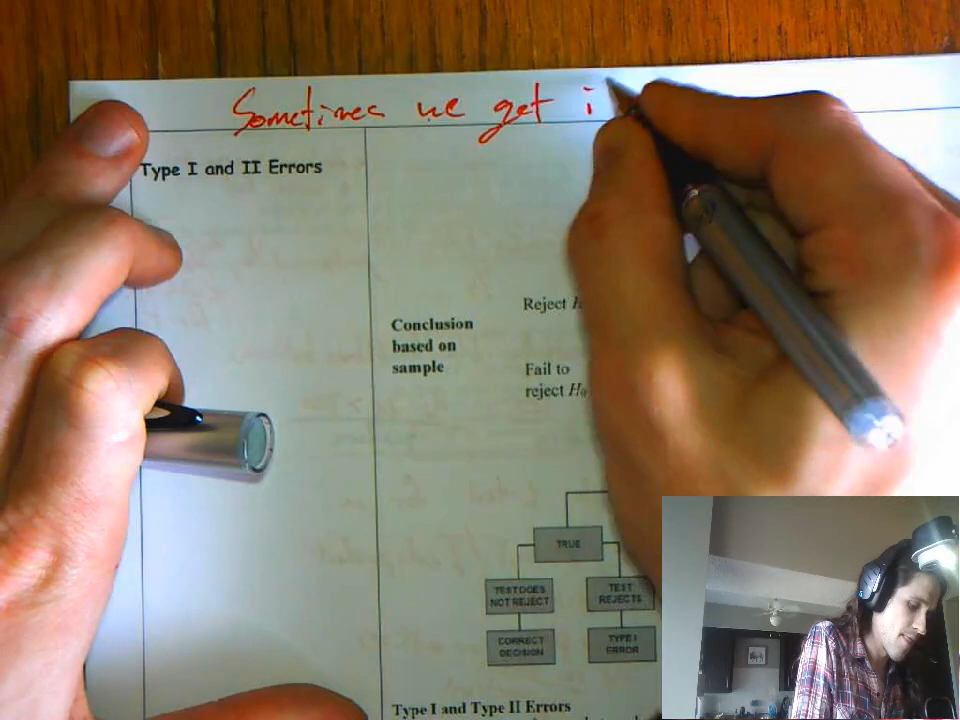 Sometimes we get i
Type I and II Errors
Reject H
Conclusion
based on
sample
Fail to
reject H₀
TRUE
TEST DOES
NOT REJECT
TEST
REJECTS
CORRECT
DECISION
TYPE I
ERROR
Type I and Type II Errors